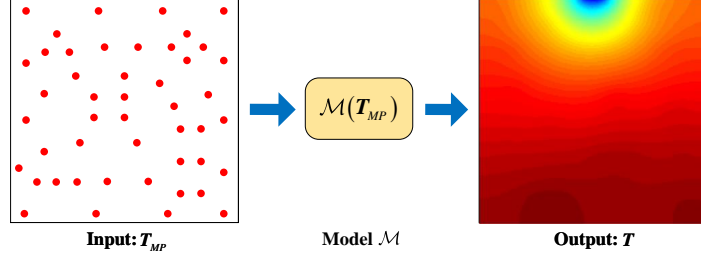 ℳ(T_MP)
Input: T_MP
Model ℳ
Output: T